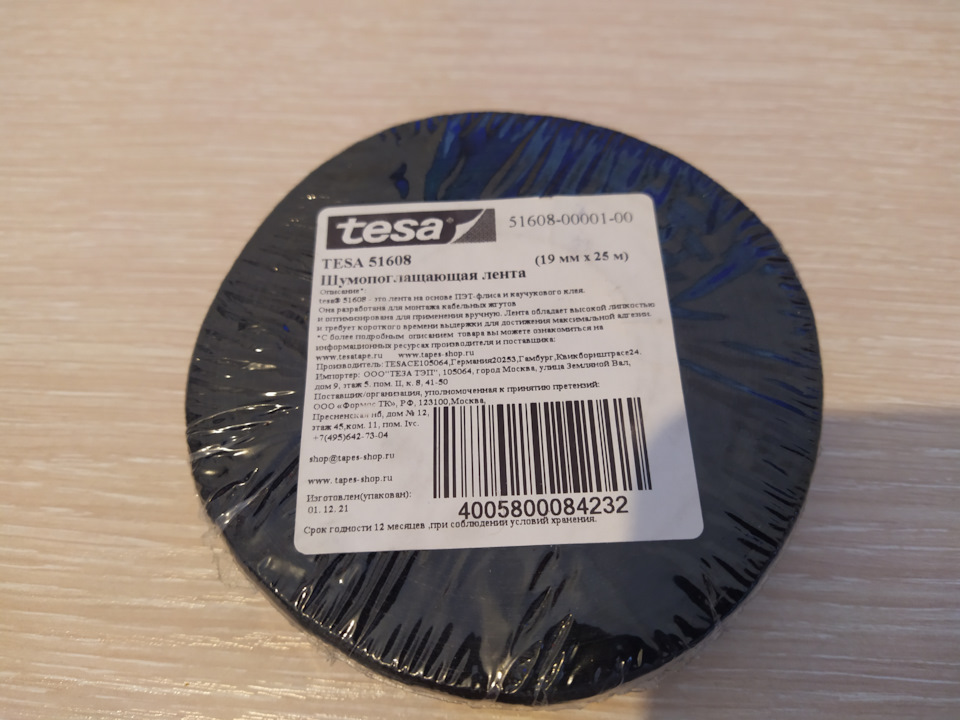 tesa
51608-00001-00
TESA 51608 (19 мм x 25 м)
Шумопоглащающая лента
Описание*:
tesa® 51608 - это лента на основе ПЭТ-флиса и каучукового клея.
Она разработана для монтажа кабельных жгутов
и оптимизирована для применения вручную. Лента обладает высокой гибкостью
и требует короткого времени выдержки для достижения максимальной адгезии.
*С более подробным описанием товара вы можете ознакомиться на
информационных ресурсах производителя и поставщика:
www.tesatape.ru www.tapes-shop.ru
Производитель:TESACE105064,Германия20253,Гамбург,Квикборнштрасе24.
Импортер: ООО"ТЕЗА ТЭП", 105064, город Москва, улица Земляной Вал,
дом 9, этаж 5. пом. II, к. 8, 41-50
Поставщик/организация, уполномоченная к принятию претензий:
ООО «Формос ТК», РФ, 123100,Москва,
Пресненская нб, дом № 12,
этаж 45,ком. 11, пом. Ivc.
+7(495)642-73-04
shop@tapes-shop.ru
www. tapes-shop.ru
Изготовлен(упакован):
01. 12. 21
4005800084232
Срок годности 12 месяцев ,при соблюдении условий хранения.